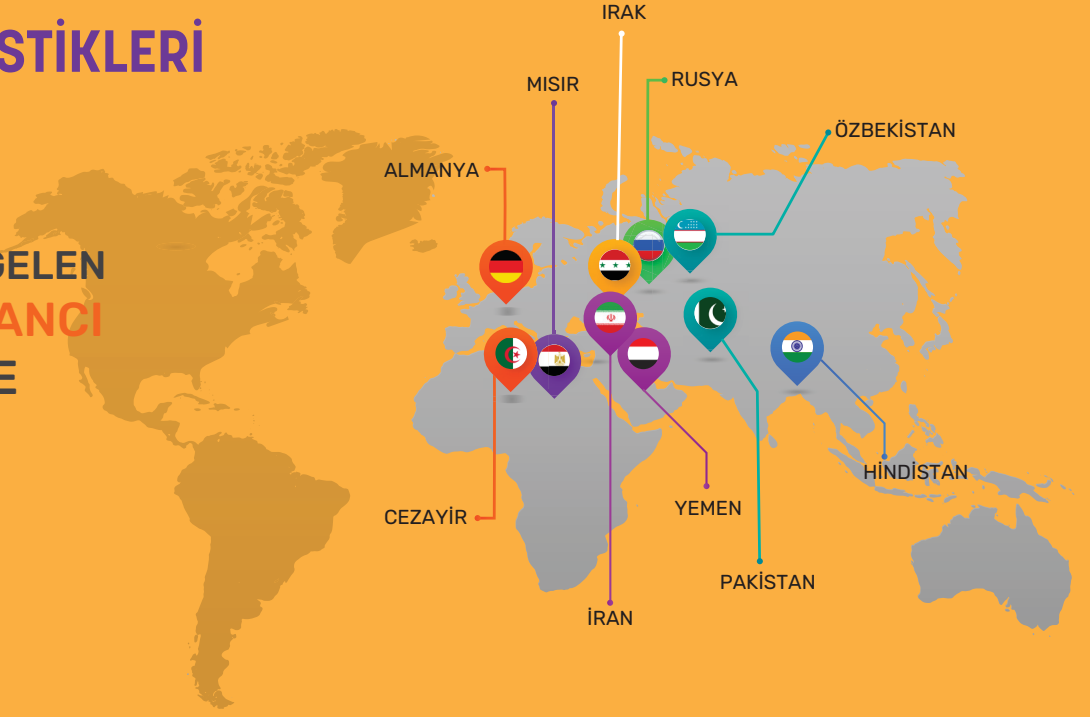 IRAK
STİKLERİ
RUSYA
MISIR
ÖZBEKİSTAN
ALMANYA
GELEN
ANCI
E
HİNDİSTAN
YEMEN
CEZAYİR
PAKİSTAN
İRAN